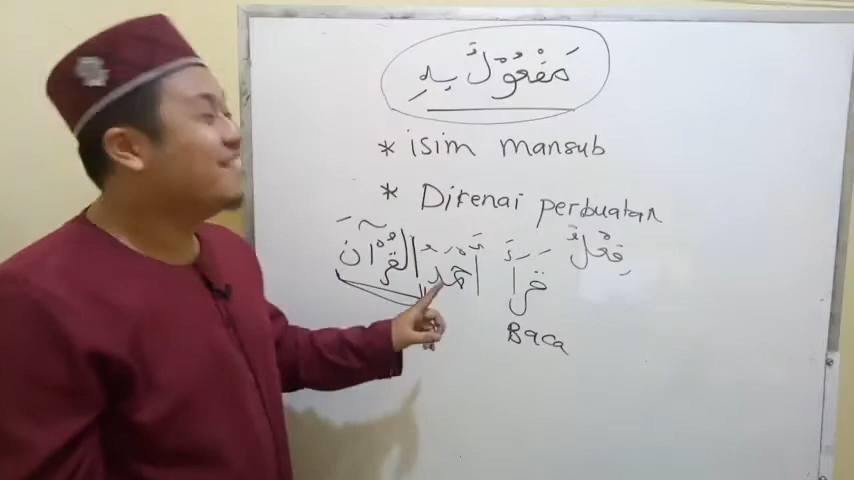 مَفْعُوْلٌ بِهِ
* isim mansub
* Dikenai perbuatan
فِعْلٌ
قَرَأَ أَحْمَدُ الْقُرْآنَ
Baca